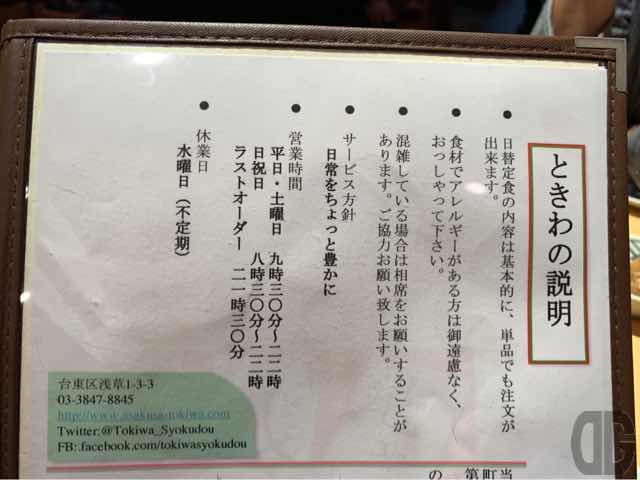 ときわの説明
● 日替定食の内容は基本的に、単品でも注文が
出来ます。
● 食材でアレルギーがある方は御遠慮なく、
おっしゃって下さい。
● 混雑している場合は相席をお願いすることが
あります。ご協力お願い致します。
● サービス方針
日常をちょっと豊かに
● 営業時間
平日・土曜日 九時三〇分〜二二時
日祝日 八時三〇分〜二二時
ラストオーダー 二一時三〇分
● 休業日
水曜日(不定期)
台東区浅草1-3-3
03-3847-8845
http://www.asakusa-tokiwa.com
Twitter:@Tokiwa_Syokudou
FB:.facebook.com/tokiwasyokudou
当
町
第
の